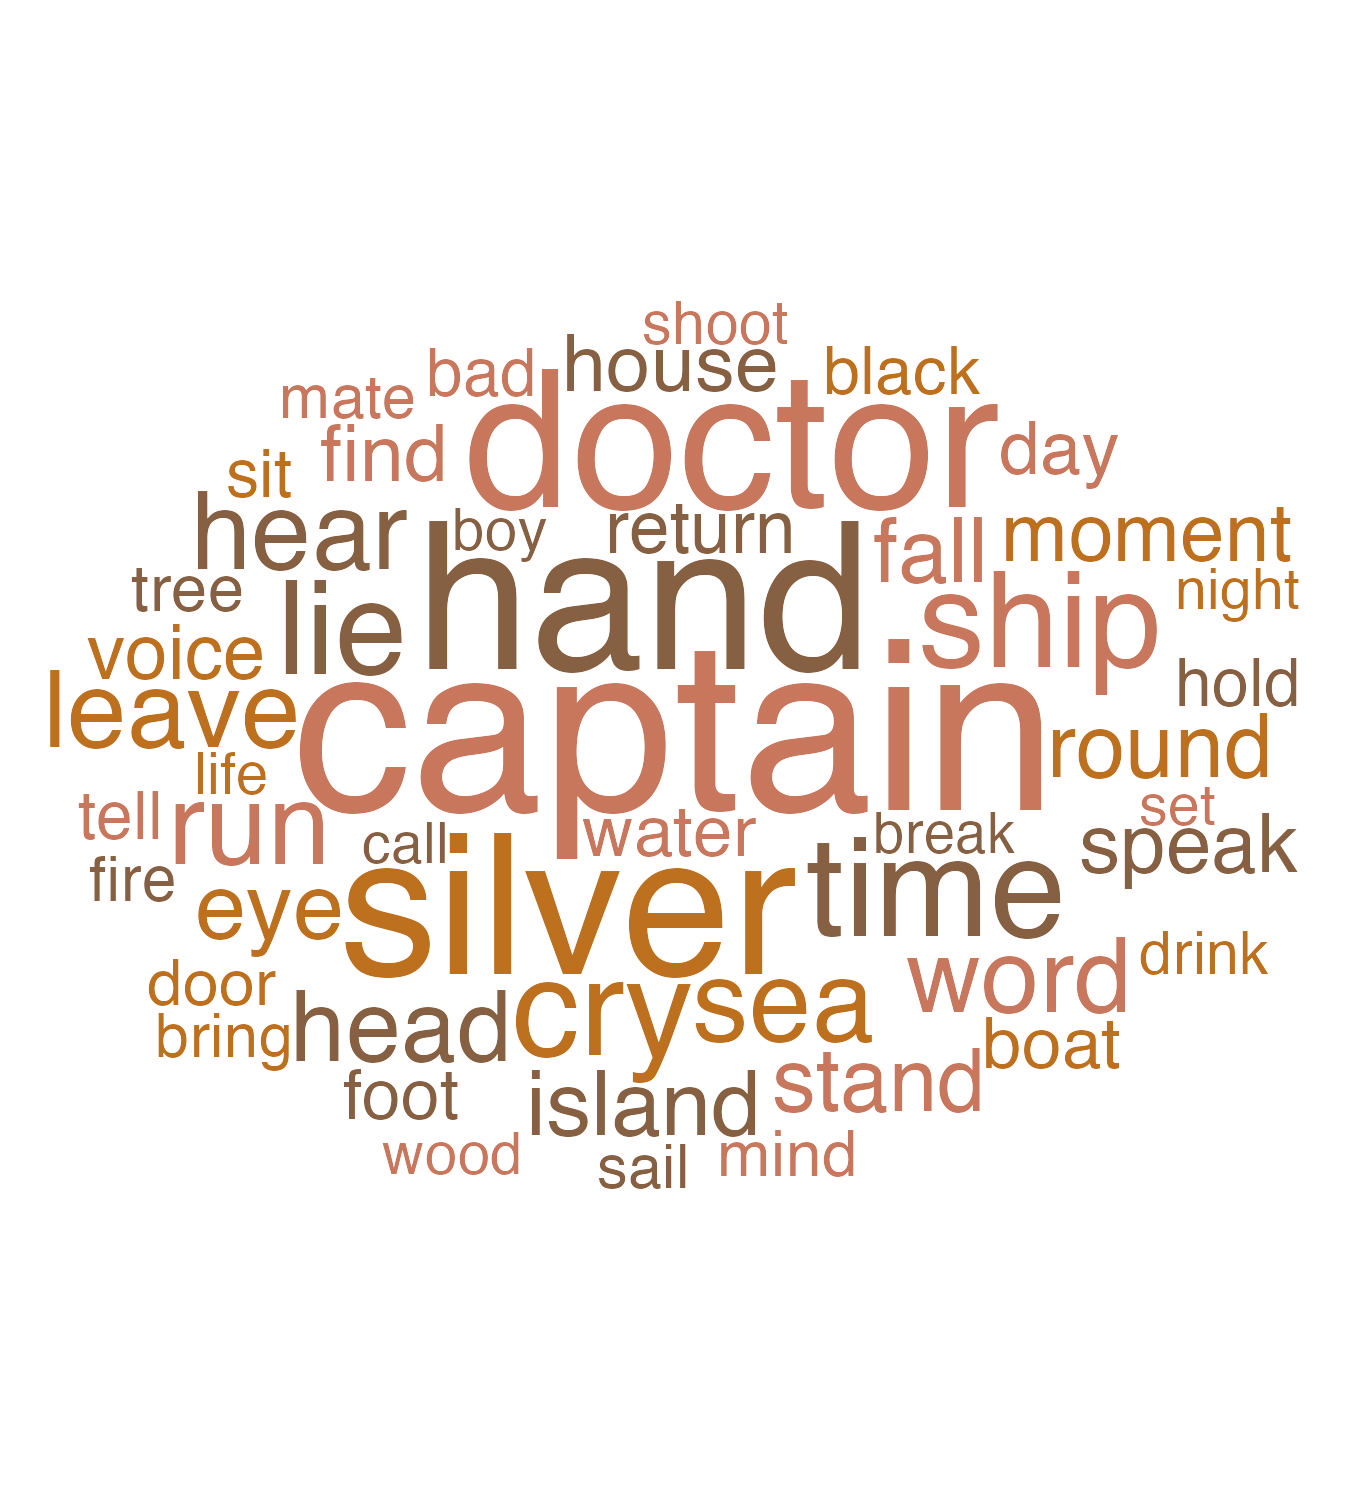 shoot
house
black
bad
mate
doctor
day
find
sit
hear
boy
return
moment
fall
hand
night
tree
ship
lie
voice
hold
leave
captain
round
life
set
tell
run
water
break
call
speak
fire
time
eye
silver
drink
word
door
crysea
head
bring
boat
foot
island
stand
wood
sail
mind